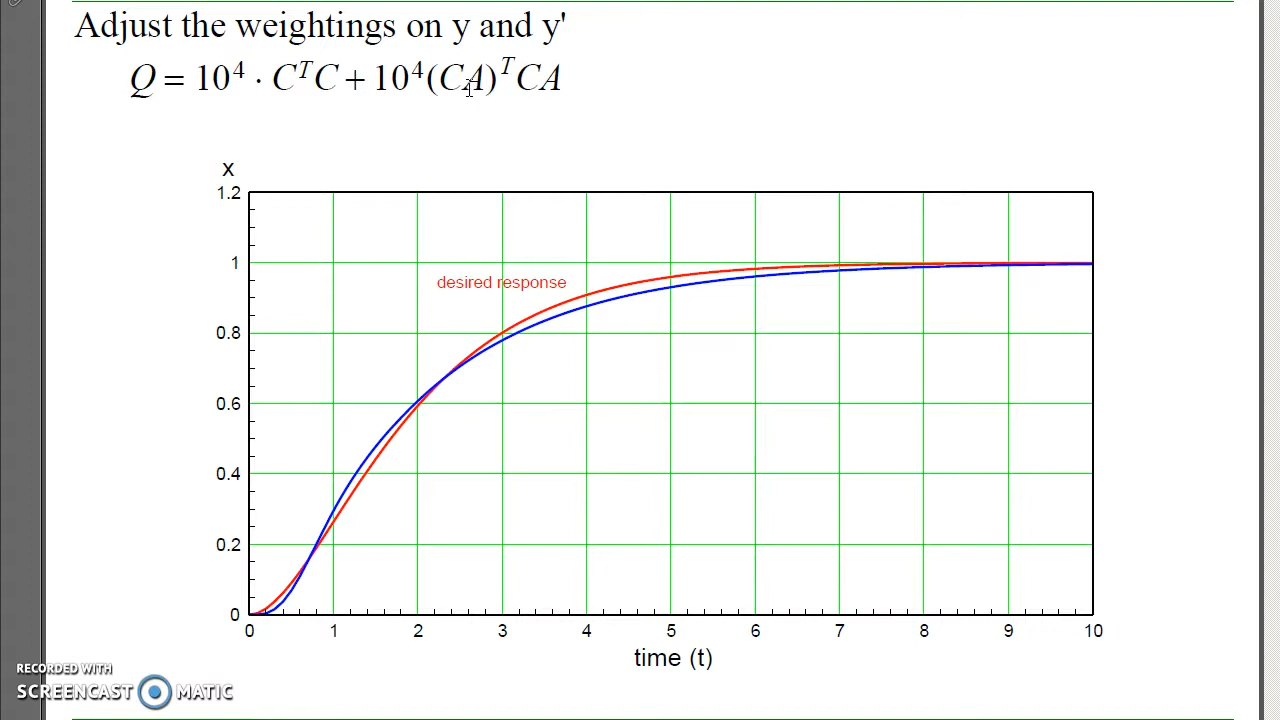 Adjust the weightings on y and y'
Q = 10⁴ · CᵀC + 10⁴(CA)ᵀCA
x
1.2
1
desired response
0.8
0.6
0.4
0.2
0
0 1 2 3 4 5 6 7 8 9 10
time (t)
RECORDED WITH
SCREENCAST MATIC